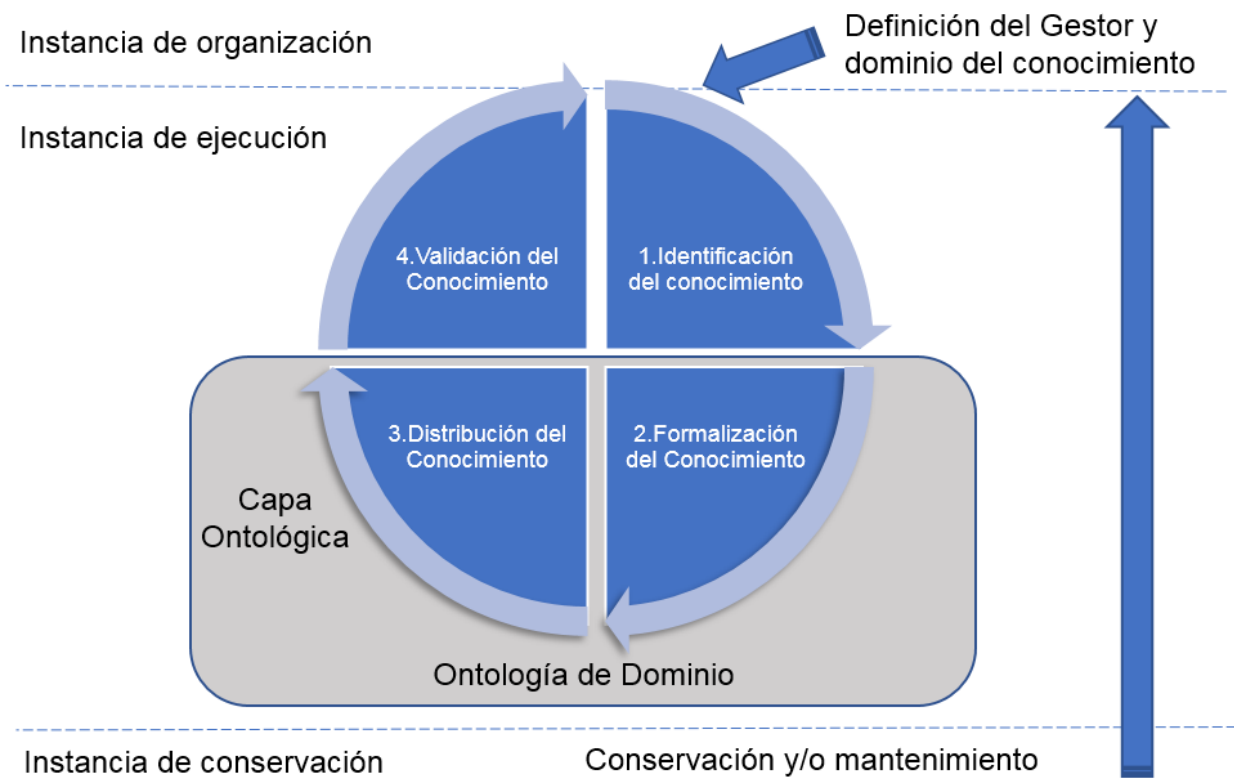 Instancia de organización
Definición del Gestor y
dominio del conocimiento
Instancia de ejecución
4.Validación del
Conocimiento
1.Identificación
del conocimiento
3.Distribución del
Conocimiento
2.Formalización
del Conocimiento
Capa
Ontológica
Ontología de Dominio
Instancia de conservación
Conservación y/o mantenimiento